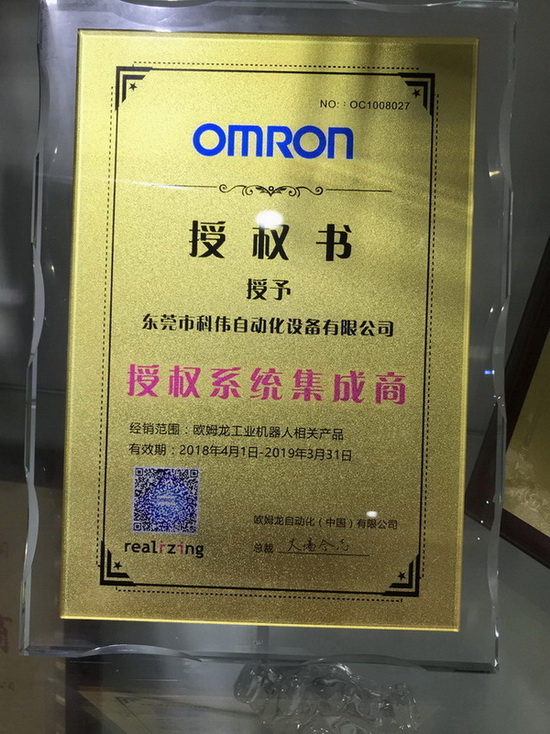 NO:：OC1008027
OMRON
授权书
授予
东莞市科伟自动化设备有限公司
授权系统集成商
经销范围：欧姆龙工业机器人相关产品
有效期：2018年4月1日-2019年3月31日
欧姆龙自动化（中国）有限公司
realizing
总裁